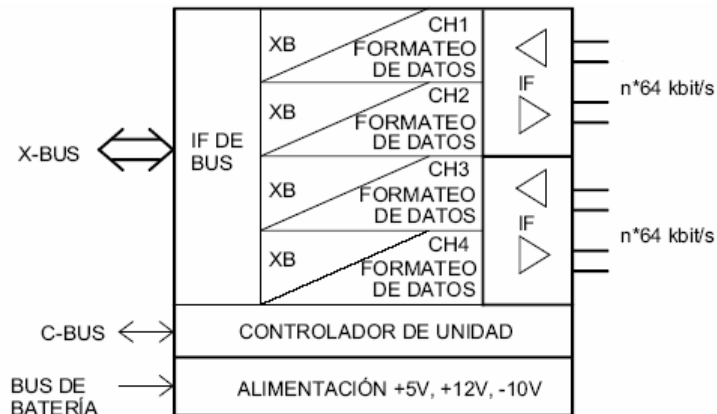 CH1
XB
FORMATEO
DE DATOS
IF
n*64 kbit/s
CH2
XB
FORMATEO
DE DATOS
X-BUS
IF DE
BUS
CH3
XB
FORMATEO
DE DATOS
IF
n*64 kbit/s
CH4
XB
FORMATEO
DE DATOS
C-BUS
CONTROLADOR DE UNIDAD
BUS DE
BATERÍA
ALIMENTACIÓN +5V, +12V, -10V